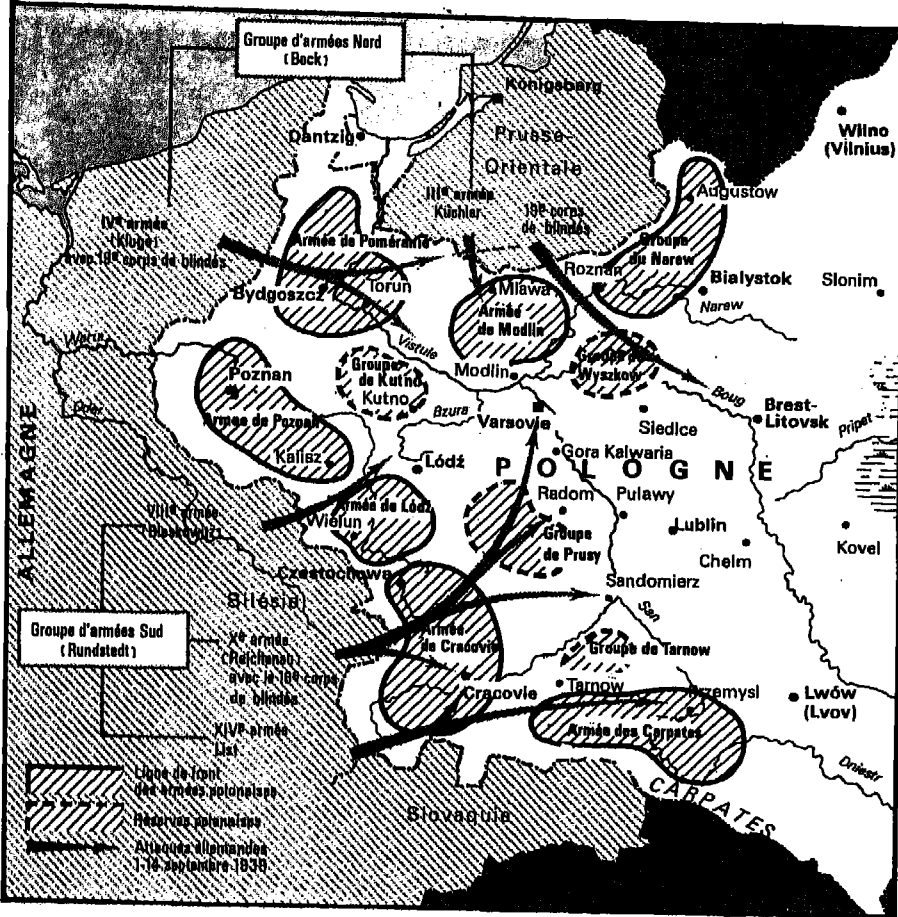 Groupe d'armées Nord
(Bock)
Königsberg
Dantzig
Prusse-
Orientale
Wilno
(Vilnius)
IIIe armée
Küchler
19e corps
de blindés
Augustow
IVe armée
(Kluge)
avec 19e corps de blindés
Armée de Poméranie
Groupe
du Narew
Roznan
Bialystok
Slonim
Bydgoszcz
Torun
Mlawa
Narew
Armée
de Modlin
Vistule
Modlin
Groupe de
Wyszkow
Boug
Warta
Poznan
Groupe
de Kutno
Kutno
Bzura
Varsovie
Siedlce
Brest-
Litovsk
Oder
Armée de Poznan
Pripet
Kalisz
Lódź
Gora Kalwaria
POLOGNE
ALLEMAGNE
VIIIe armée
(Blaskowitz)
Wielun
Armée de Lódź
Radom
Pulawy
Groupe
de Prusy
Lublin
Chelm
Kovel
Czestochowa
Sandomierz
Silésie
San
Groupe d'armées Sud
(Rundstedt)
Xe armée
(Reichenau)
avec le 16e corps
de blindés
Armée
de Cracovie
Groupe de Tarnow
Cracovie
Tarnow
Przemysl
Lwów
(Lvov)
XIVe armée
List
Armée des Carpates
Dniestr
CARPATES
Slovaquie
Ligne de front
des armées polonaises
Réserves polonaises
Attaques allemandes
1-14 septembre 1939